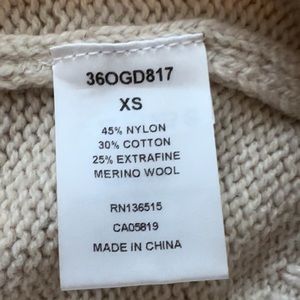 36OGD817
XS
45% NYLON
30% COTTON
25% EXTRAFINE
MERINO WOOL
RN136515
CA05819
MADE IN CHINA